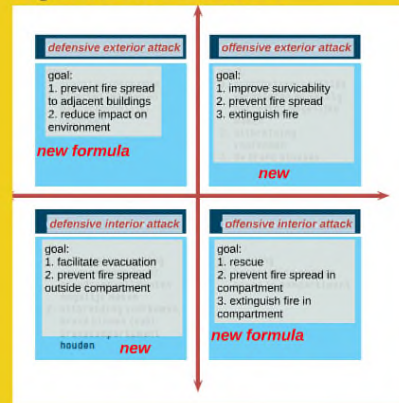 defensive exterior attack
goal:
1. prevent fire spread
to adjacent buildings
2. reduce impact on
environment
new formula
offensive exterior attack
goal:
1. improve survicability
2. prevent fire spread
3. extinguish fire
new
defensive interior attack
goal:
1. facilitate evacuation
2. prevent fire spread
outside compartment
houden
new
offensive interior attack
goal:
1. rescue
2. prevent fire spread in
compartment
3. extinguish fire in
compartment
new formula